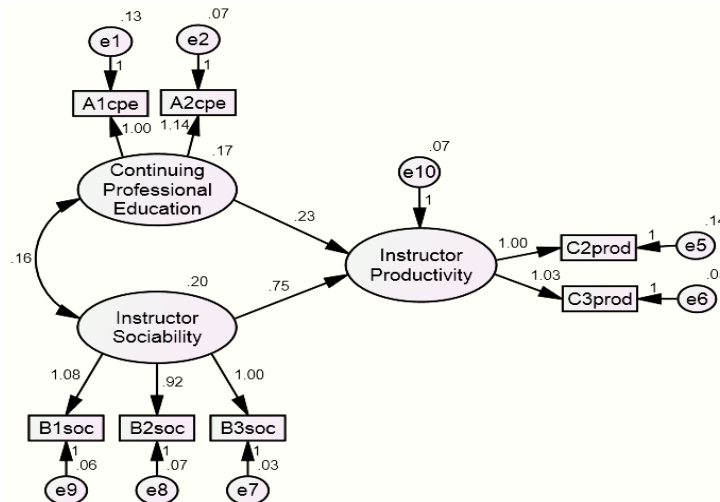 .13
.07
e1
e2
1
1
A1cpe
A2cpe
1.00
1.14
.17
.07
Continuing
Professional
Education
e10
1
.23
1.00
C2prod
1
e5
Instructor
Productivity
.16
1.03
C3prod
1
e6
.20
.75
Instructor
Sociability
1.08
.92
1.00
B1soc
B2soc
B3soc
1
1
1
.06
.07
.03
e9
e8
e7